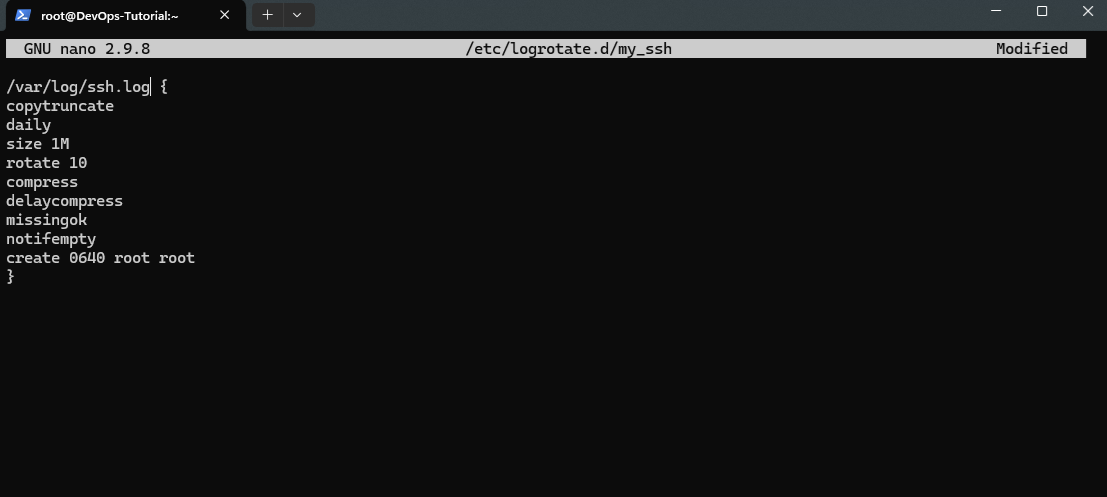 root@DevOps-Tutorial:~
GNU nano 2.9.8 /etc/logrotate.d/my_ssh Modified
/var/log/ssh.log {
copytruncate
daily
size 1M
rotate 10
compress
delaycompress
missingok
notifempty
create 0640 root root
}